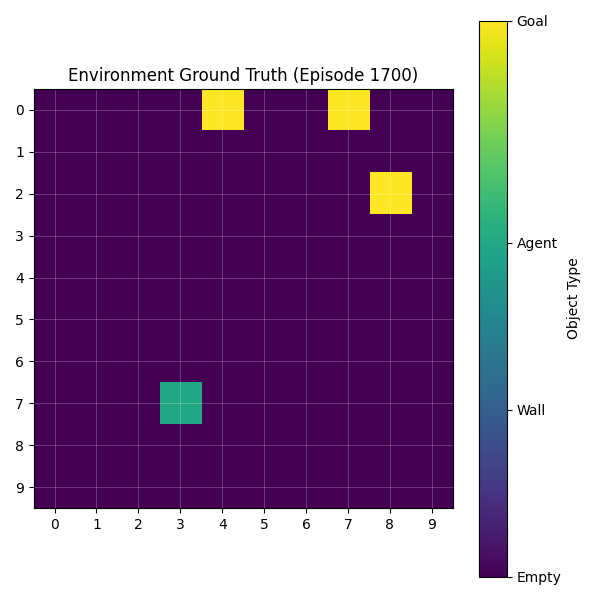 Environment Ground Truth (Episode 1700)
0
1
2
3
4
5
6
7
8
9
0 1 2 3 4 5 6 7 8 9
Goal
Agent
Wall
Empty
Object Type